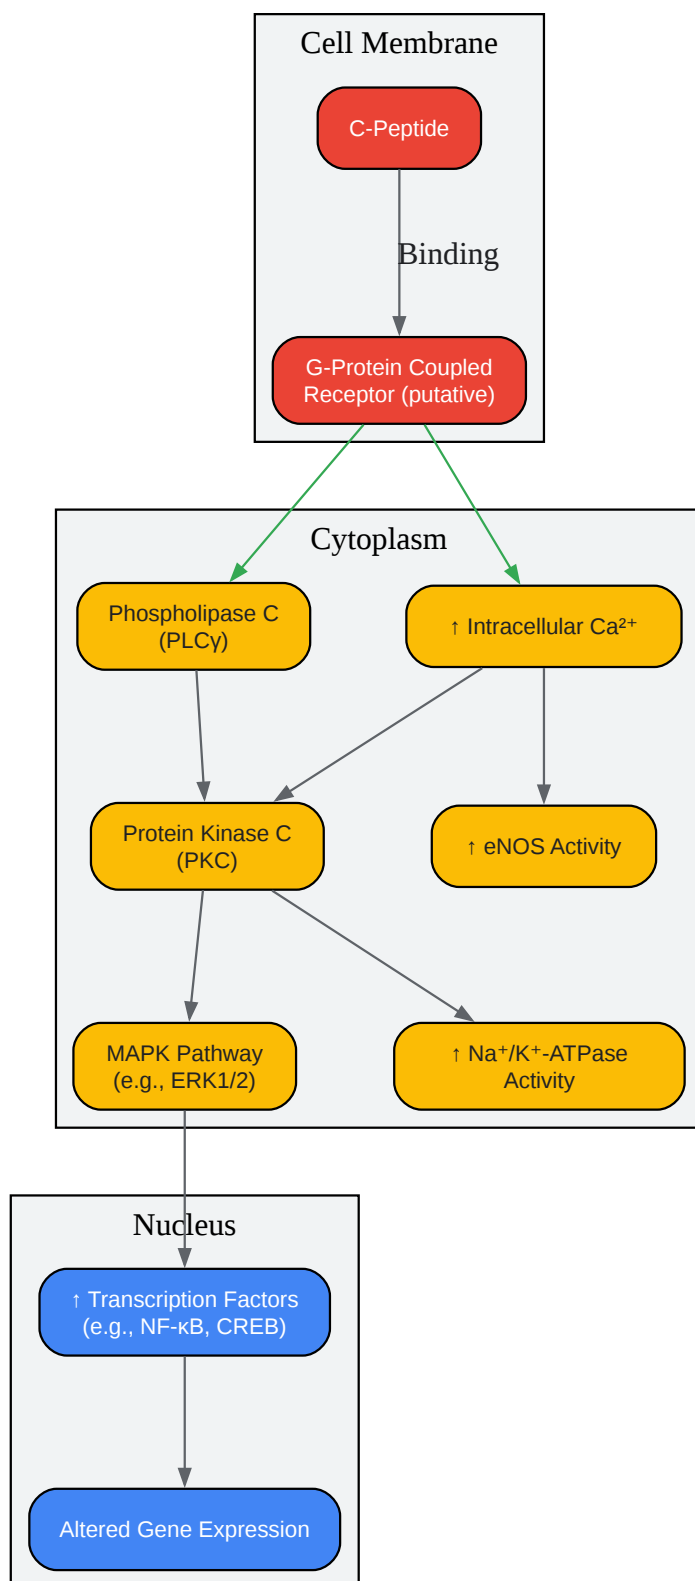 Cell Membrane
C-Peptide
Binding
G-Protein Coupled
Receptor (putative)
Cytoplasm
Phospholipase C
(PLCγ)
↑ Intracellular Ca²⁺
Protein Kinase C
(PKC)
↑ eNOS Activity
MAPK Pathway
(e.g., ERK1/2)
↑ Na⁺/K⁺-ATPase
Activity
Nucleus
↑ Transcription Factors
(e.g., NF-κB, CREB)
Altered Gene Expression